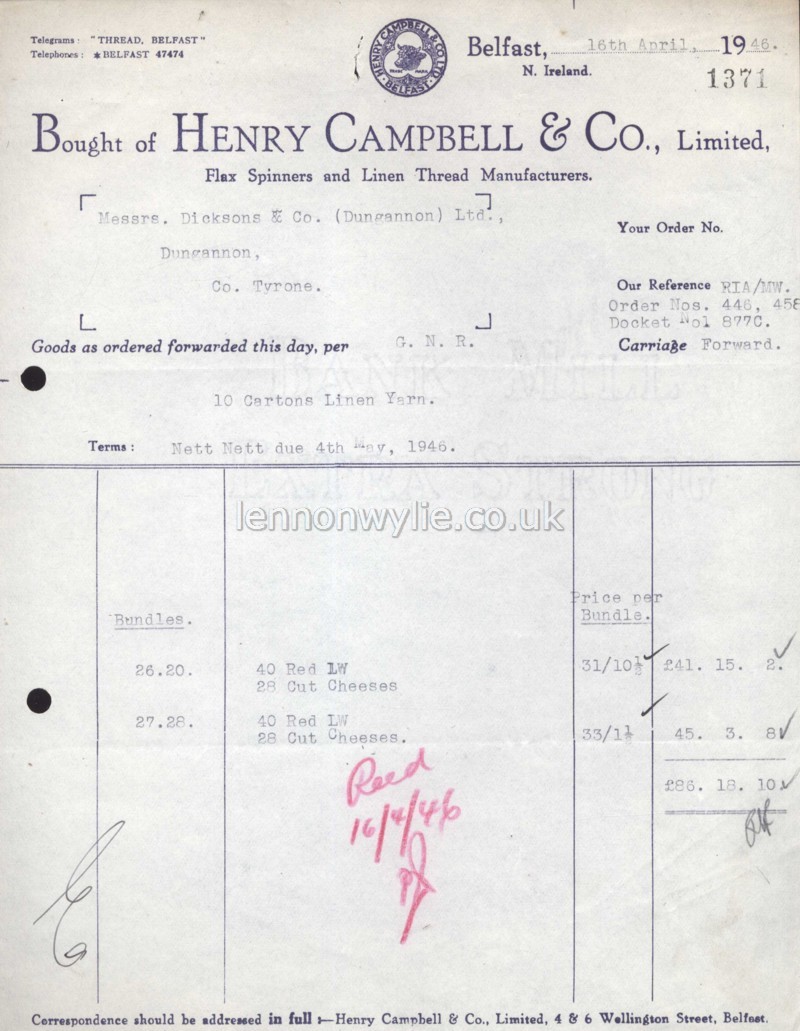 Telegrams: "THREAD, BELFAST"
Telephones: *BELFAST 47474
HENRY CAMPBELL & CO LTD
TRADE MARK
BELFAST
Belfast, 16th April, 1946.
N. Ireland.
1371
Bought of HENRY CAMPBELL & CO., Limited,
Flax Spinners and Linen Thread Manufacturers.
Messrs. Dicksons & Co. (Dungannon) Ltd.,
Dungannon,
Co. Tyrone.
Your Order No.
Our Reference RIA/MW.
Order Nos. 446, 458
Docket No1 877C.
Goods as ordered forwarded this day, per G. N. R.
Carriage Forward.
10 Cartons Linen Yarn.
Terms: Nett Nett due 4th May, 1946.
lennonwylie.co.uk
Bundles.
Price per
Bundle.
26.20. 40 Red LW 31/10½ £41. 15. 2.
28 Cut Cheeses
27.28. 40 Red LW
28 Cut Cheeses. 33/1½ 45. 3. 8
£86. 18. 10
Recd
16/4/46
Correspondence should be addressed in full :—Henry Campbell & Co., Limited, 4 & 6 Wellington Street, Belfast.